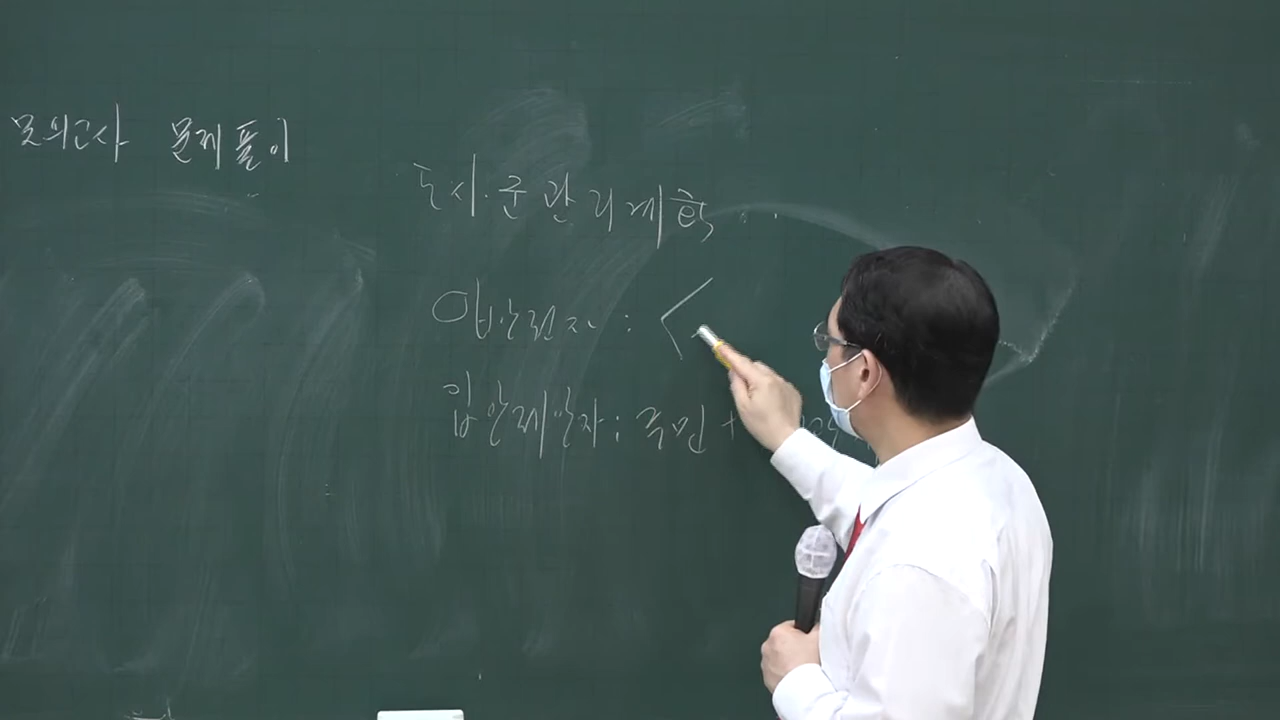 모의고사 문제풀이
도시·군관리계획
입안권자 :
입안제안자 : 주민 +